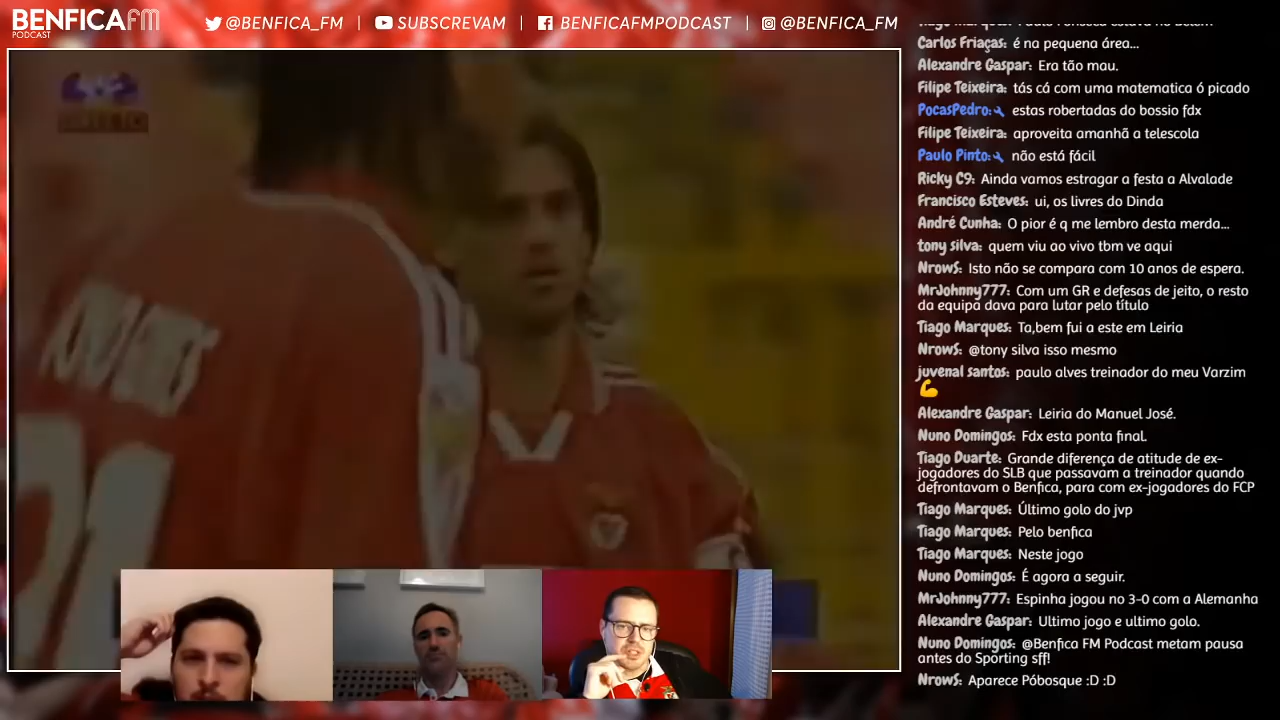 BENFICAFM
PODCAST
@BENFICA_FM | SUBSCREVAM | BENFICAFMPODCAST | @BENFICA_FM
Carlos Friaças: é na pequena área...
Alexandre Gaspar: Era tão mau.
Filipe Teixeira: tás cá com uma matematica ó picado
PocasPedro: estas robertadas do bossio fdx
Filipe Teixeira: aproveita amanhã a telescola
Paulo Pinto: não está fácil
Ricky C9: Ainda vamos estragar a festa a Alvalade
Francisco Esteves: ui, os livres do Dinda
André Cunha: O pior é q me lembro desta merda...
tony silva: quem viu ao vivo tbm ve aqui
NrowS: Isto não se compara com 10 anos de espera.
MrJohnny777: Com um GR e defesas de jeito, o resto
da equipa dava para lutar pelo título
Tiago Marques: Ta,bem fui a este em Leiria
NrowS: @tony silva isso mesmo
juvenal santos: paulo alves treinador do meu Varzim
💪
Alexandre Gaspar: Leiria do Manuel José.
Nuno Domingos: Fdx esta ponta final.
Tiago Duarte: Grande diferença de atitude de ex-
jogadores do SLB que passavam a treinador quando
defrontavam o Benfica, para com ex-jogadores do FCP
Tiago Marques: Último golo do jvp
Tiago Marques: Pelo benfica
Tiago Marques: Neste jogo
Nuno Domingos: É agora a seguir.
MrJohnny777: Espinha jogou no 3-0 com a Alemanha
Alexandre Gaspar: Ultimo jogo e ultimo golo.
Nuno Domingos: @Benfica FM Podcast metam pausa
antes do Sporting sff!
NrowS: Aparece Póbosque :D :D
21